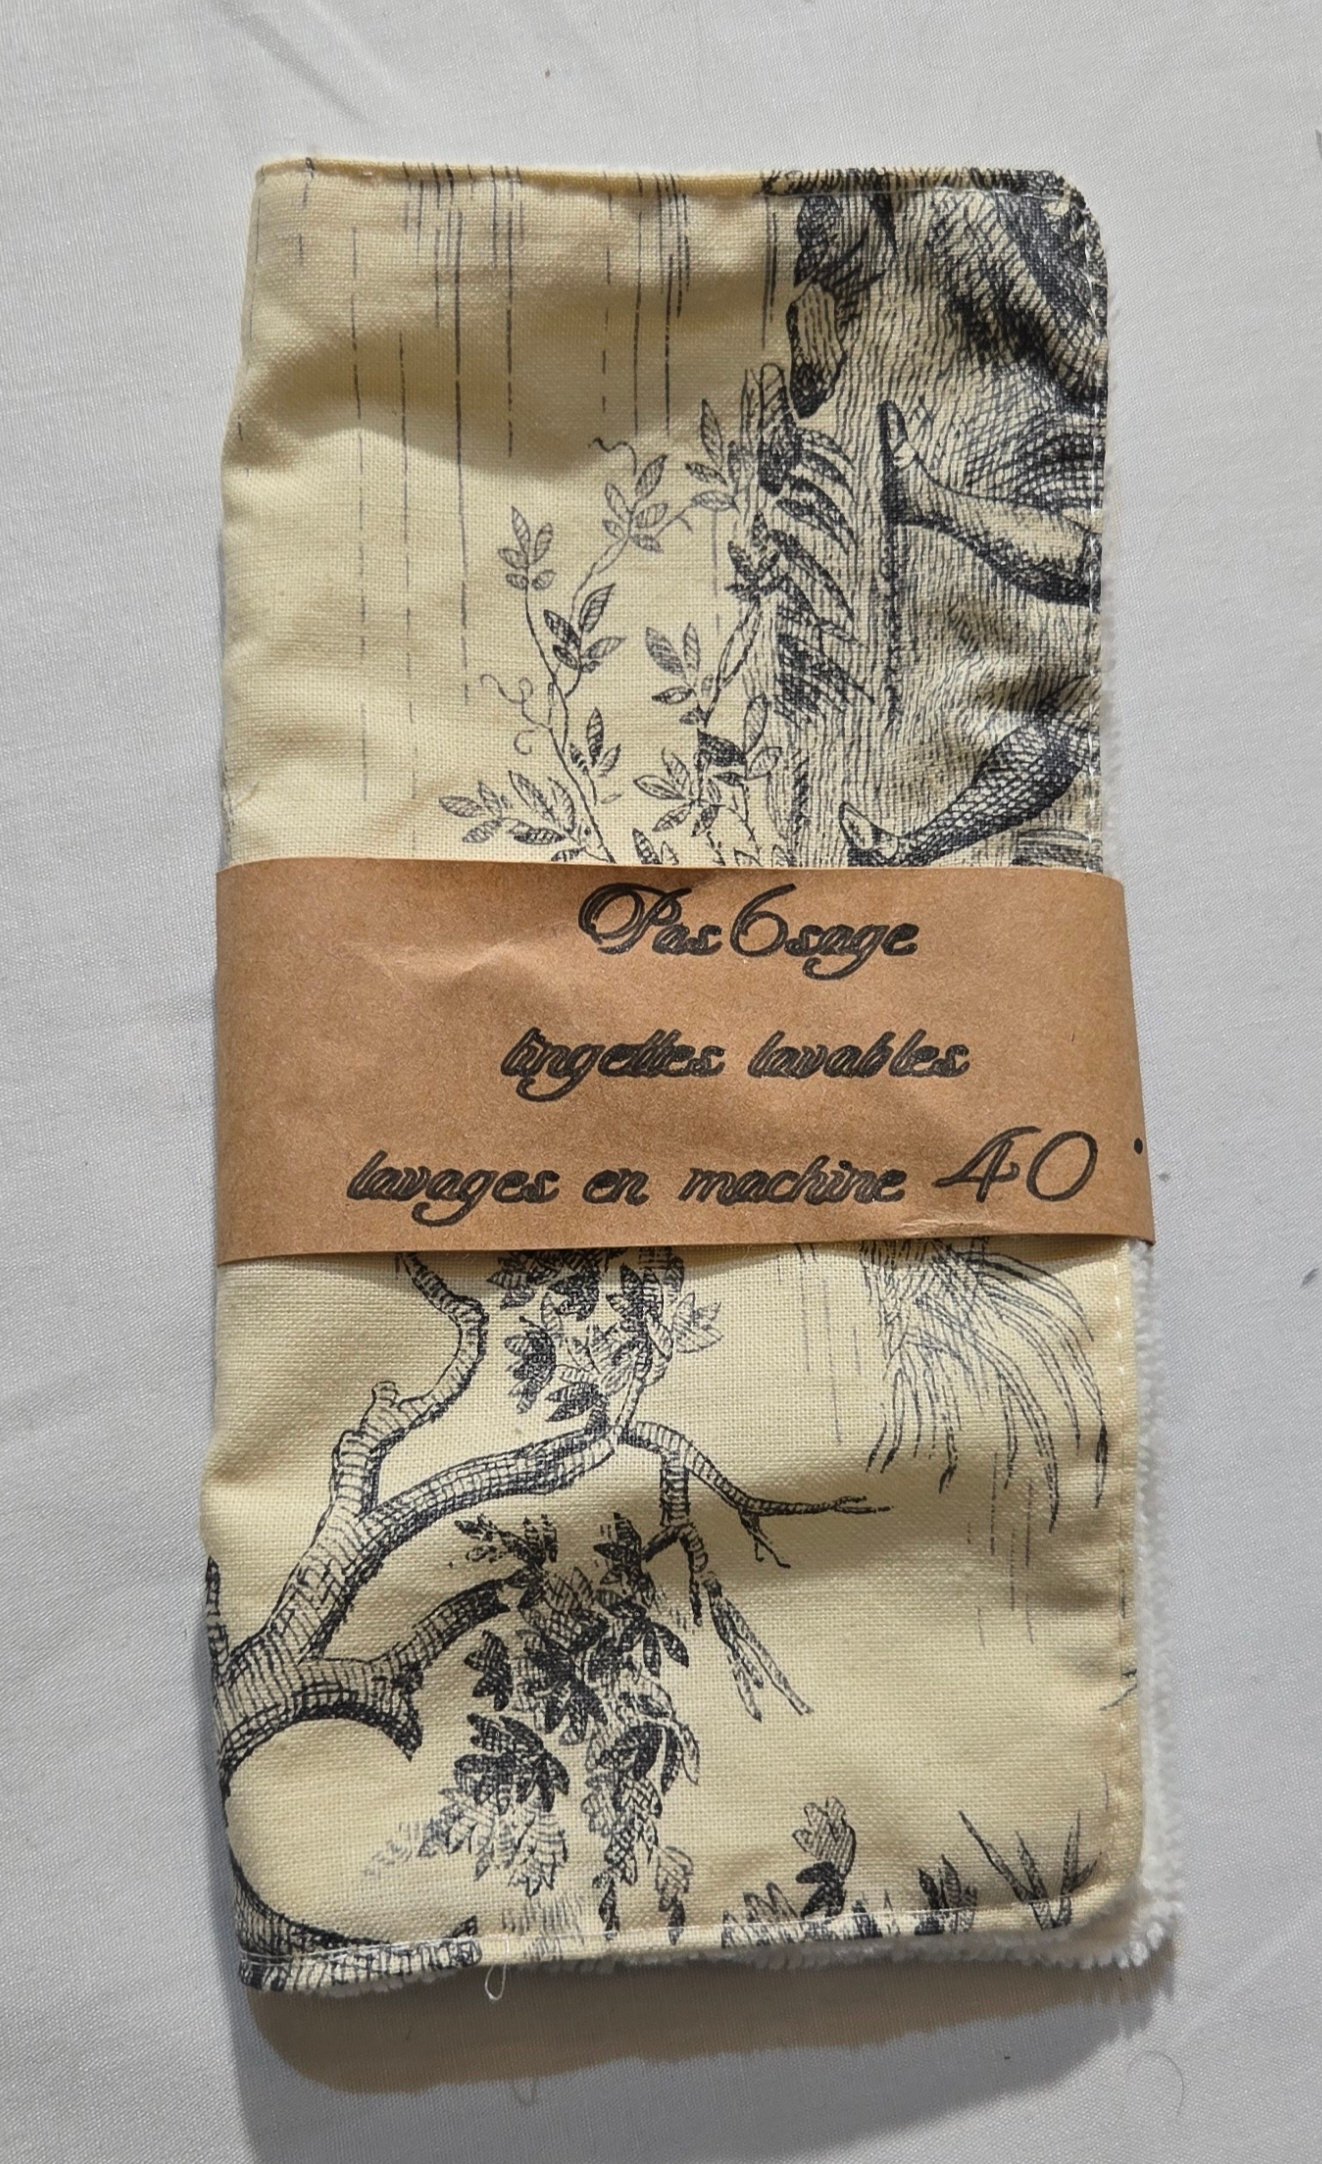 Pas6sage
lingettes lavables
lavages en machine 40 °